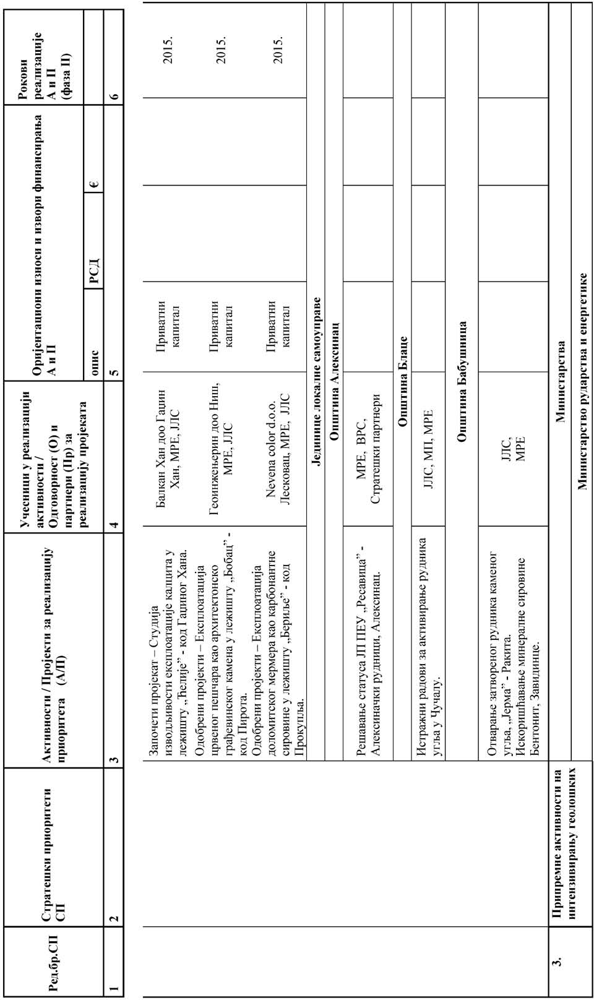 Ред.бр.СП
Стратешки приоритети
СП
Активности / Пројекти за реализацију
приоритета (А/П)
Учесници у реализацији
активности /
Одговорност (О) и
партнери (Пр) за
реализацију пројеката
Оријентациони износи и извори финансирања
А и П
опис
РСД
€
Рокови
реализације
А и П
(фаза II)
1
2
3
4
5
6
Започети пројекат – Студија
изводљивости експлоатације калцита у
лежишту „Ћелије” - код Гаџиног Хана.
Балкан Хан доо Гаџин
Хан, МРЕ, ЈЛС
Приватни
капитал
2015.
Одобрени пројекти – Експлоатација
црвеног пешчара као архитектонско
грађевинског камена у лежишту „Бобац” -
код Пирота.
Геоинжењерин доо Ниш,
МРЕ, ЈЛС
Приватни
капитал
2015.
Одобрени пројекти – Експлоатација
доломитског мермера као карбонантне
сировине у лежишту „Бериље” - код
Прокупља.
Nevena color d.o.o.
Лесковац, МРЕ, ЈЛС
Приватни
капитал
2015.
Јединице локалне самоуправе
Општина Алексинац
Решавање статуса ЈП ПЕУ „Ресавица” -
Алексиначки рудници, Алексинац.
МРЕ, ВРС,
Стратешки партнери
Општина Блаце
Истражни радови за активирање рудника
угља у Чучалу.
ЈЛС, МП, МРЕ
Општина Бабушница
Отварање затвореног рудника каменог
угља, „Јерма” - Ракита.
Искоришћавање минералне сировине
Бентонит, Завидинце.
ЈЛС,
МРЕ
3.
Припремне активности на
интензивирању геолошких
Министарства
Министарство рударства и енергетике